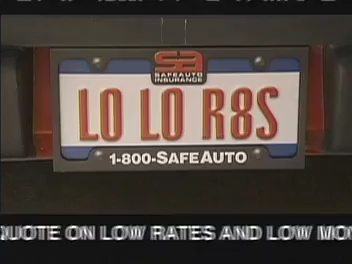 SA
SAFEAUTO
INSURANCE
LO LO R8S
1-800-SAFEAUTO
QUOTE ON LOW RATES AND LOW